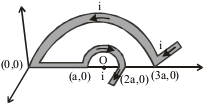 i
i
(0,0)
O
(a,0)
i
(2a,0)
(3a,0)